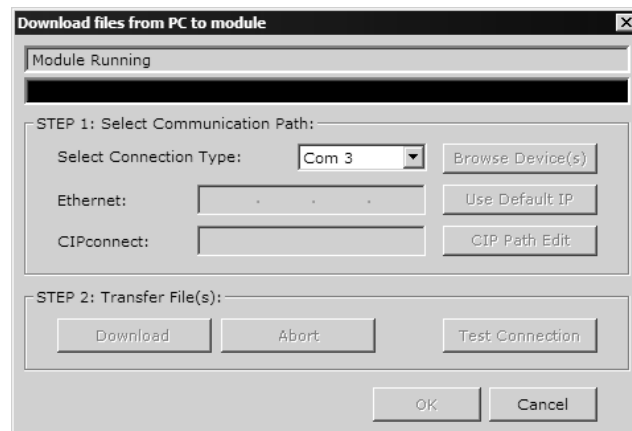 Download files from PC to module
Module Running
STEP 1: Select Communication Path:
Select Connection Type: Com 3 Browse Device(s)
Ethernet: . . . Use Default IP
CIPconnect: CIP Path Edit
STEP 2: Transfer File(s):
Download Abort Test Connection
OK Cancel